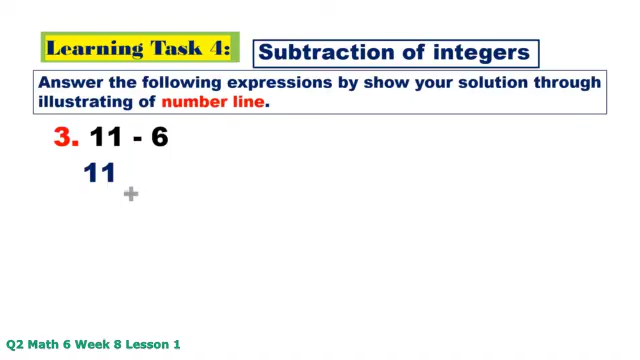 Learning Task 4:
Subtraction of integers
Answer the following expressions by show your solution through
illustrating of number line.
3. 11 - 6
11
Q2 Math 6 Week 8 Lesson 1